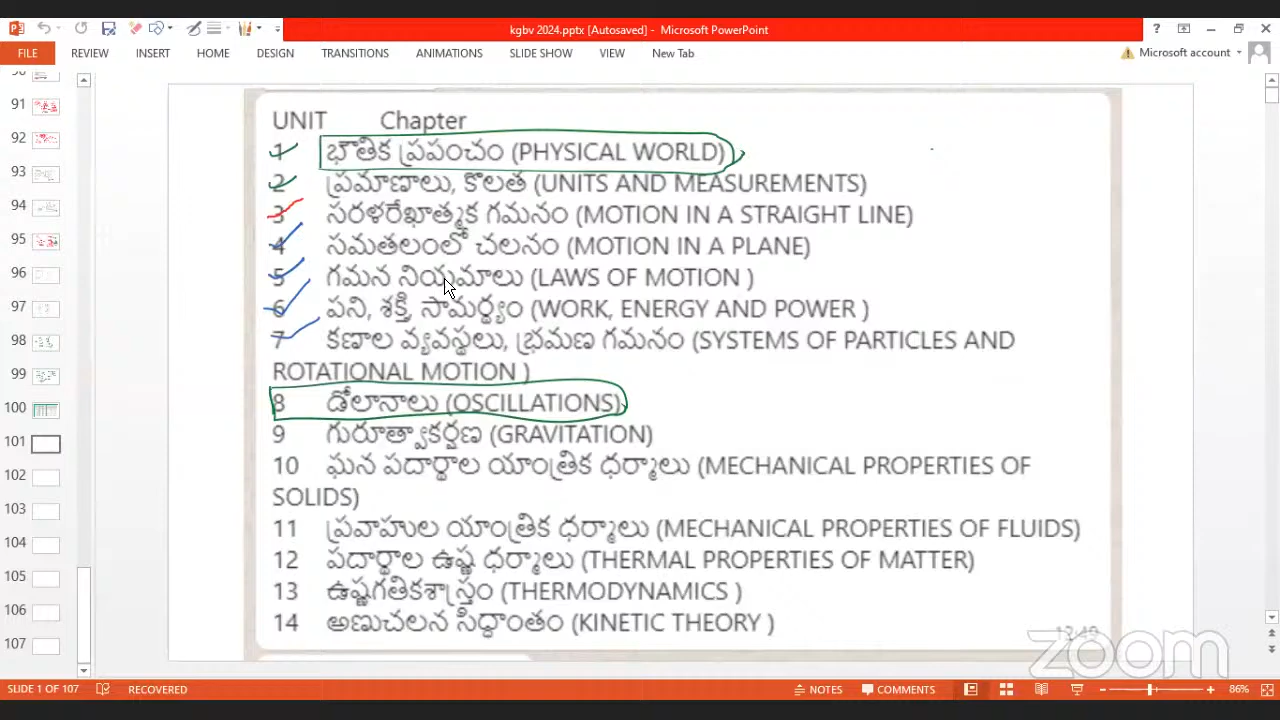 kgbv 2024.pptx [Autosaved] - Microsoft PowerPoint
FILE REVIEW INSERT HOME DESIGN TRANSITIONS ANIMATIONS SLIDE SHOW VIEW New Tab Microsoft account
UNIT Chapter
1 భౌతిక ప్రపంచం (PHYSICAL WORLD)
2 ప్రమాణాలు, కొలత (UNITS AND MEASUREMENTS)
3 సరళరేఖాత్మక గమనం (MOTION IN A STRAIGHT LINE)
4 సమతలంలో చలనం (MOTION IN A PLANE)
5 గమన నియమాలు (LAWS OF MOTION )
6 పని, శక్తి, సామర్థ్యం (WORK, ENERGY AND POWER )
7 కణాల వ్యవస్థలు, భ్రమణ గమనం (SYSTEMS OF PARTICLES AND
ROTATIONAL MOTION )
8 డోలానాలు (OSCILLATIONS)
9 గురూత్వాకర్షణ (GRAVITATION)
10 ఘన పదార్థాల యాంత్రిక ధర్మాలు (MECHANICAL PROPERTIES OF
SOLIDS)
11 ప్రవాహుల యాంత్రిక ధర్మాలు (MECHANICAL PROPERTIES OF FLUIDS)
12 పదార్థాల ఉష్ణ ధర్మాలు (THERMAL PROPERTIES OF MATTER)
13 ఉష్ణగతికశాస్త్రం (THERMODYNAMICS )
14 అణుచలన సిద్ధాంతం (KINETIC THEORY )
91
92
93
94
95
96
97
98
99
100
101
102
103
104
105
106
107
zoom
SLIDE 1 OF 107 RECOVERED NOTES COMMENTS 86%